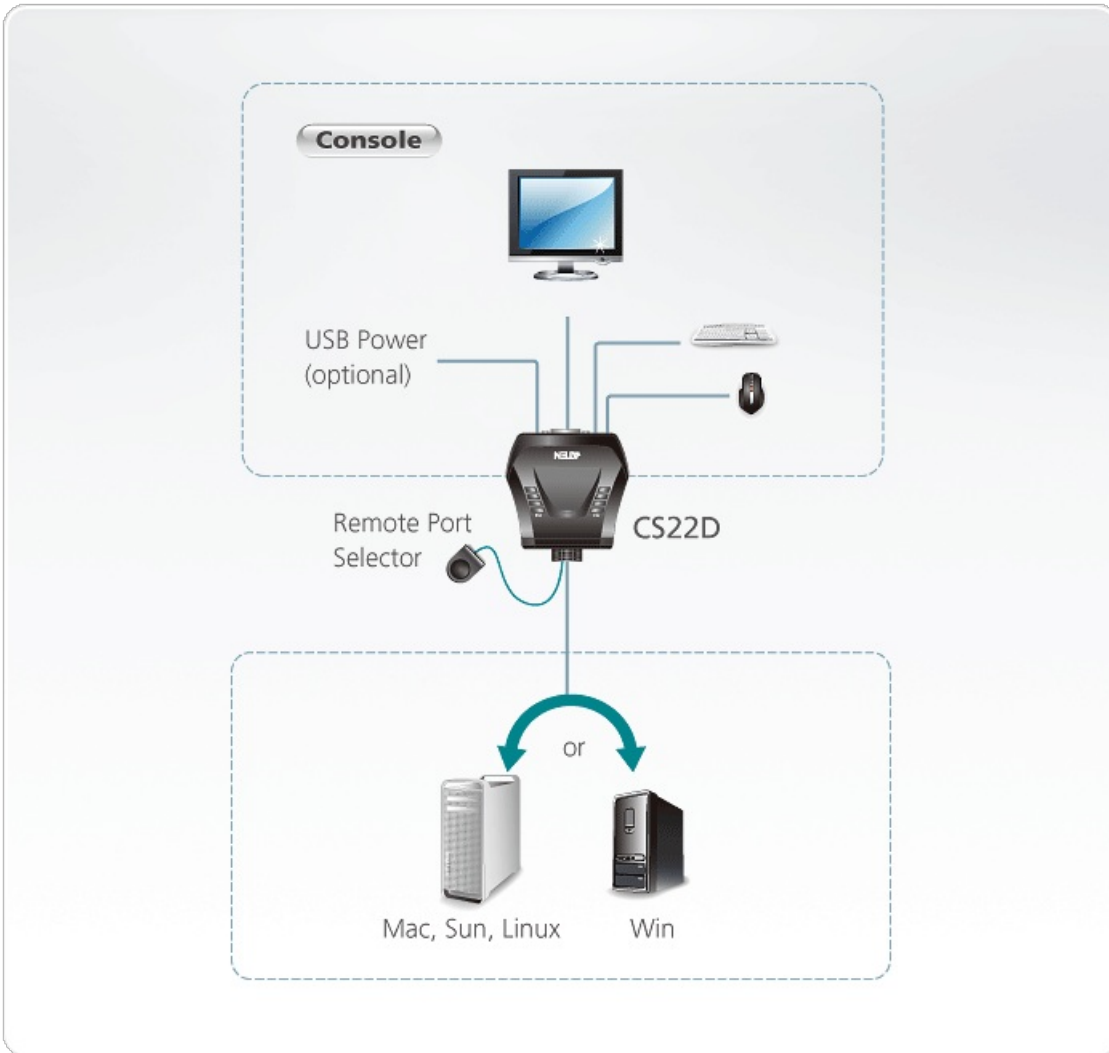 Console
USB Power
(optional)
Remote Port
Selector
CS22D
or
Mac, Sun, Linux
Win